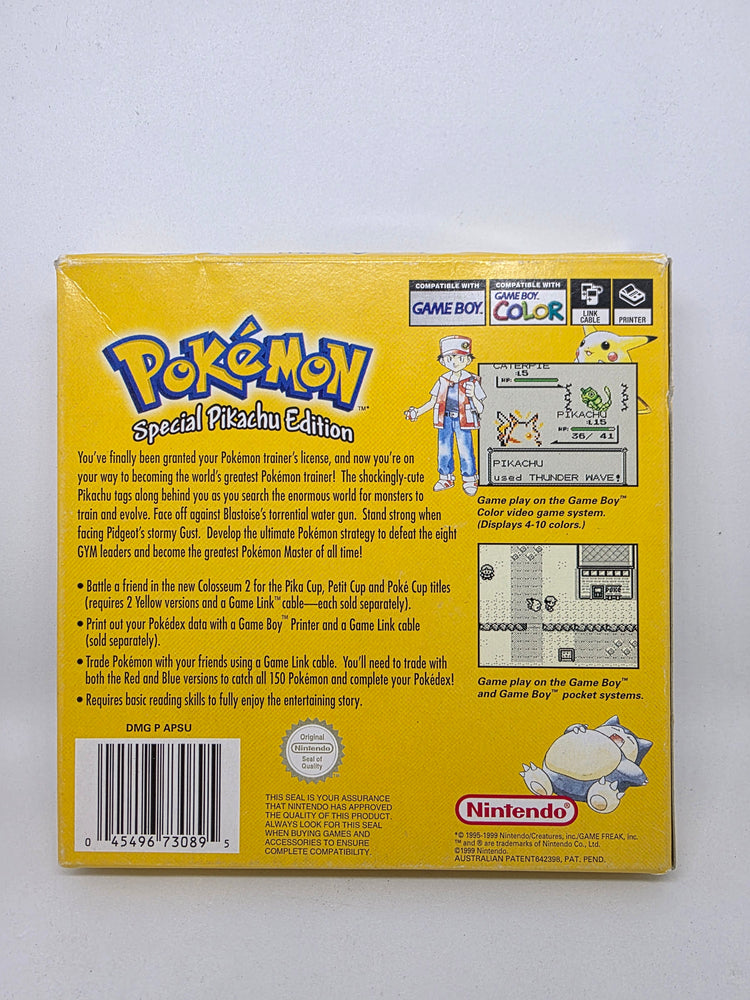 COMPATIBLE WITH
GAME BOY.
COMPATIBLE WITH
GAME BOY.
COLOR
LINK
CABLE
PRINTER
POKéMON
™
Special Pikachu Edition
You've finally been granted your Pokémon trainer's license, and now you're on
your way to becoming the world's greatest Pokémon trainer! The shockingly-cute
Pikachu tags along behind you as you search the enormous world for monsters to
train and evolve. Face off against Blastoise's torrential water gun. Stand strong when
facing Pidgeot's stormy Gust. Develop the ultimate Pokémon strategy to defeat the eight
GYM leaders and become the greatest Pokémon Master of all time!
• Battle a friend in the new Colosseum 2 for the Pika Cup, Petit Cup and Poké Cup titles
(requires 2 Yellow versions and a Game Link™ cable—each sold separately).
• Print out your Pokédex data with a Game Boy™ Printer and a Game Link cable
(sold separately).
• Trade Pokémon with your friends using a Game Link cable. You'll need to trade with
both the Red and Blue versions to catch all 150 Pokémon and complete your Pokédex!
• Requires basic reading skills to fully enjoy the entertaining story.
CATERPIE
:L5
HP:
PIKACHU
:L15
HP:
36/ 41
PIKACHU
used THUNDER WAVE!
Game play on the Game Boy™
Color video game system.
(Displays 4-10 colors.)
POKé
Game play on the Game Boy™
and Game Boy™ pocket systems.
DMG P APSU
0 45496 73089 5
Original
Nintendo
Seal of
Quality
™
THIS SEAL IS YOUR ASSURANCE
THAT NINTENDO HAS APPROVED
THE QUALITY OF THIS PRODUCT.
ALWAYS LOOK FOR THIS SEAL
WHEN BUYING GAMES AND
ACCESSORIES TO ENSURE
COMPLETE COMPATIBILITY.
Nintendo®
©1995-1999 Nintendo/Creatures, inc./GAME FREAK, inc.
™ and ® are trademarks of Nintendo Co., Ltd.
©1999 Nintendo.
AUSTRALIAN PATENT642398, PAT. PEND.